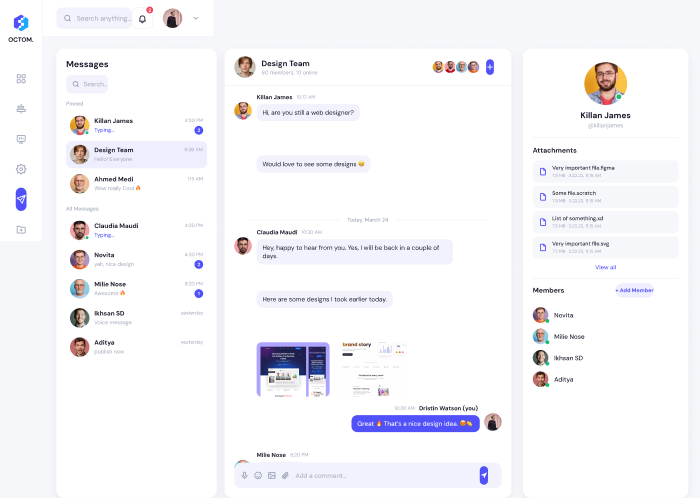 OCTOM.
Search anything...
2
Messages
Search..
Pinned
Killan James
4:30 PM
Typing...
2
Design Team
9:36 AM
Hello! Everyone
Ahmed Medi
1:15 AM
Wow really Cool 🔥
All Messages
Claudia Maudi
4:30 PM
Typing...
Novita
4:30 PM
yah, nice design
2
Milie Nose
8:20 PM
Awesome 🔥
1
Ikhsan SD
yesterday
Voice message
Aditya
yesterday
publish now
Design Team
60 members, 10 online
Killan James 10:12 AM
Hi, are you still a web designer?
Would love to see some designs
Today, March 24
Claudia Maudi 10:30 AM
Hey, happy to hear from you. Yes, I will be back in a couple of
days.
Here are some designs I took earlier today.
brand story
10:30 AM Dristin Watson (you)
Great 🔥 That's a nice design idea.
Milie Nose 8:20 PM
Add a comment...
Killan James
@killanjames
Attachments
Very important file.figma
Some file.scratch
List of something.xd
Very important file.svg
View all
Members
+ Add Member
Novita
Milie Nose
Ikhsan SD
Aditya